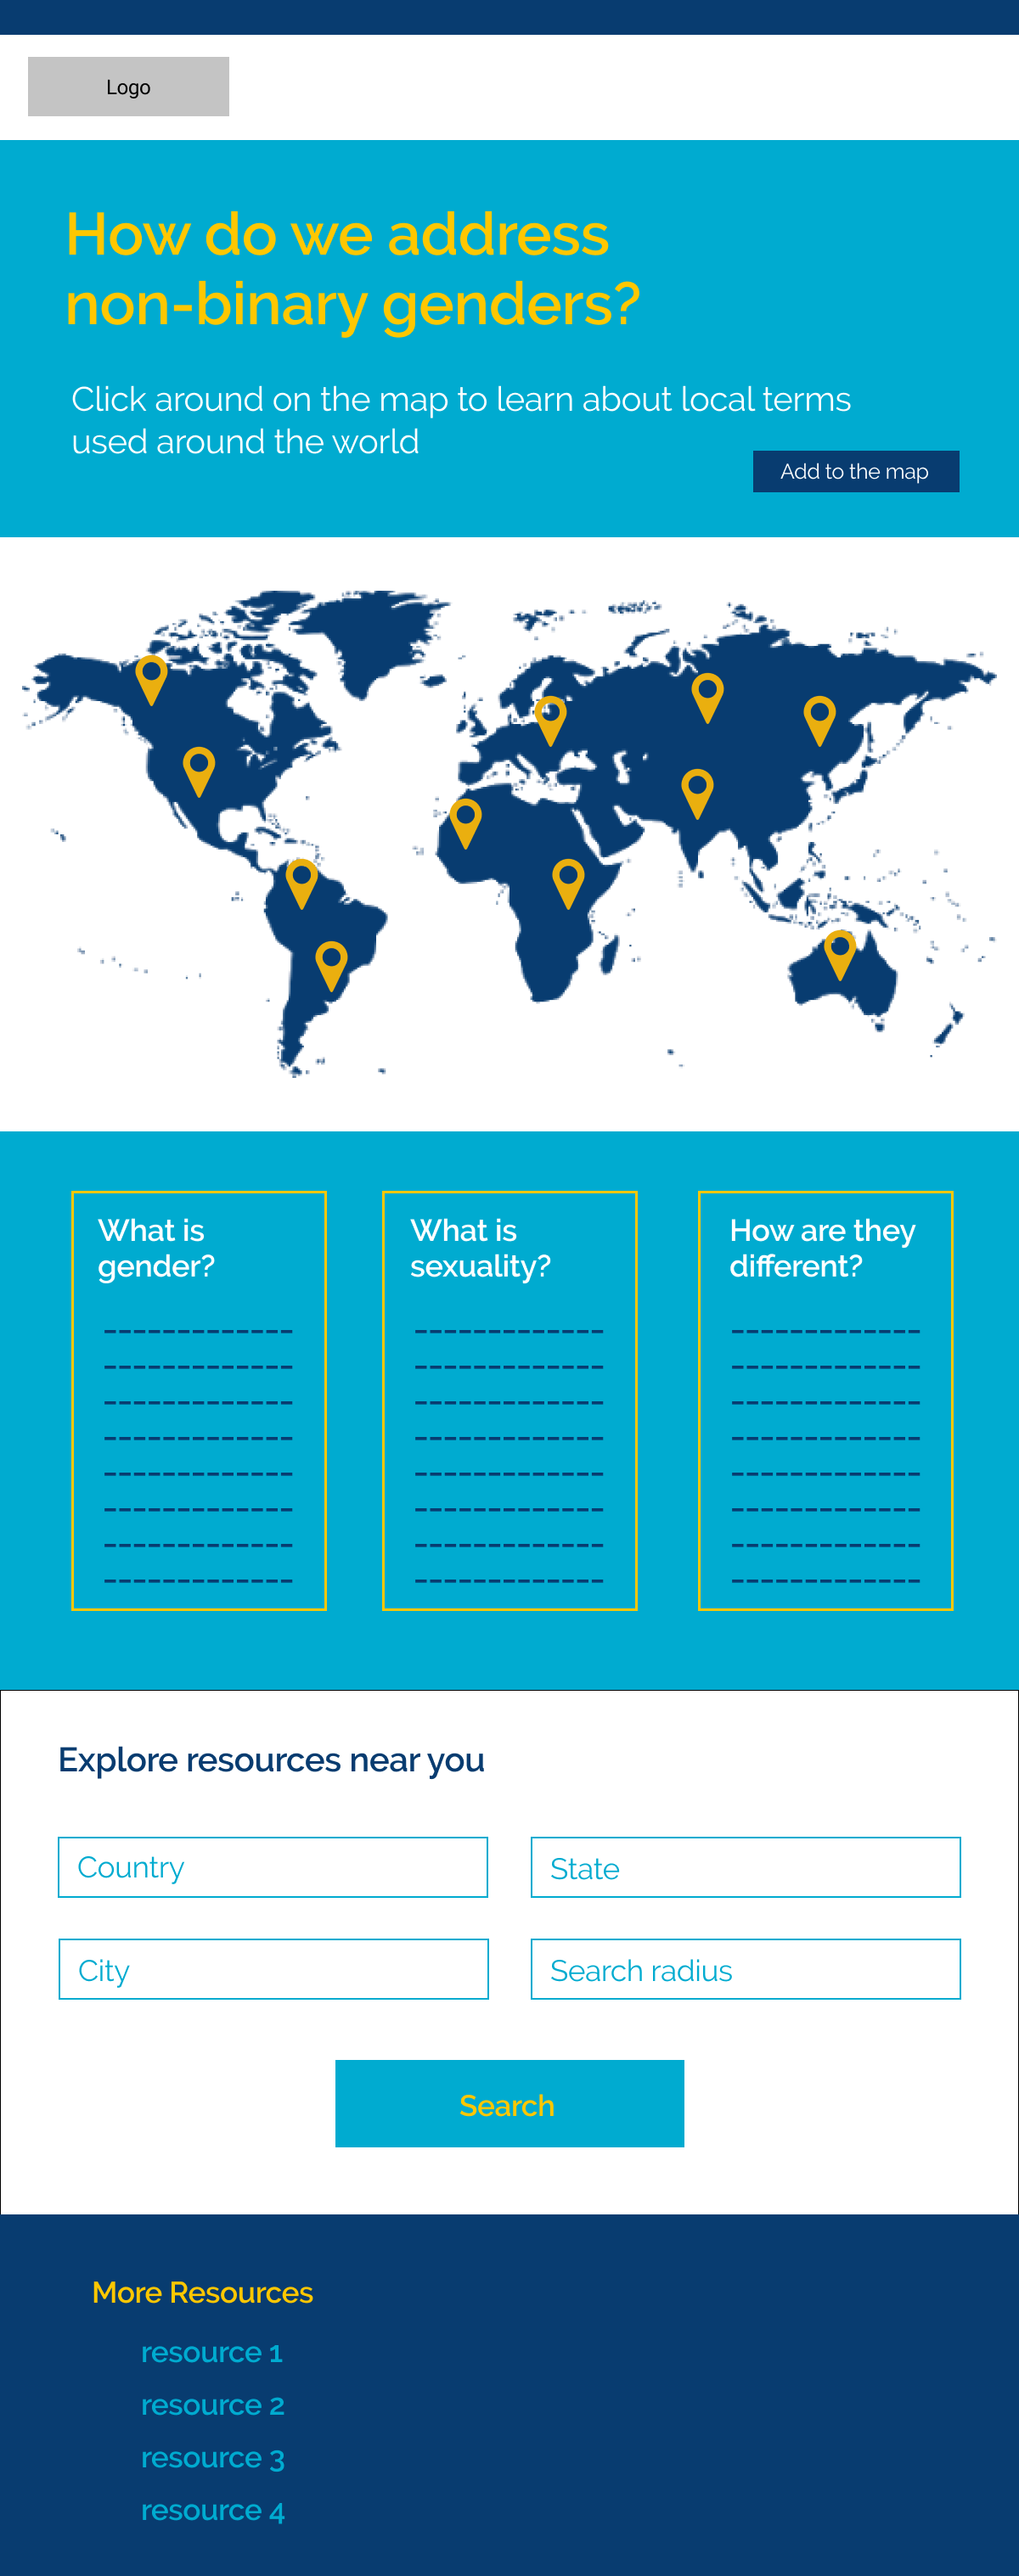 Logo
How do we address
non-binary genders?
Click around on the map to learn about local terms
used around the world
Add to the map
What is
gender?
What is
sexuality?
How are they
different?
Explore resources near you
Country
State
City
Search radius
Search
More Resources
resource 1
resource 2
resource 3
resource 4